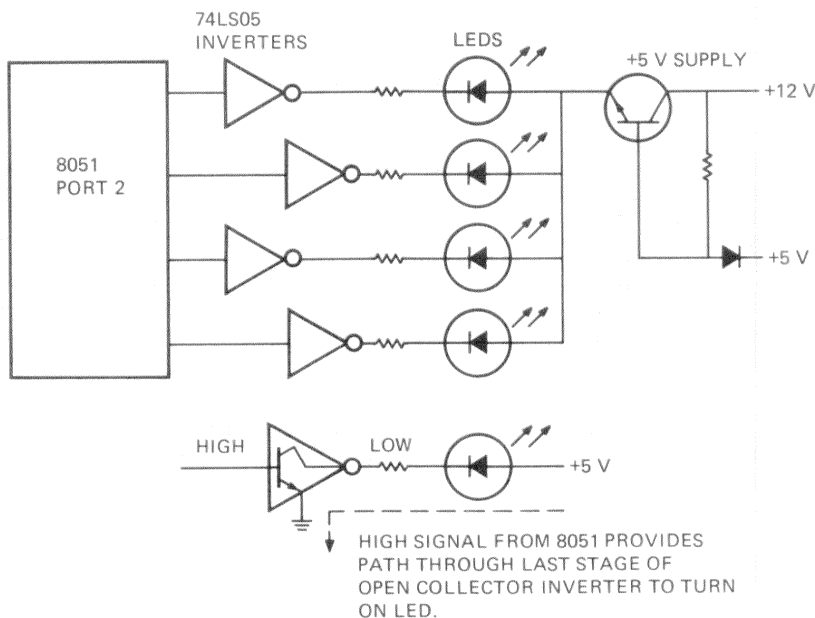 74LS05
INVERTERS
LEDS
+5 V SUPPLY
+12 V
8051
PORT 2
+5 V
HIGH
LOW
+5 V
HIGH SIGNAL FROM 8051 PROVIDES
PATH THROUGH LAST STAGE OF
OPEN COLLECTOR INVERTER TO TURN
ON LED.